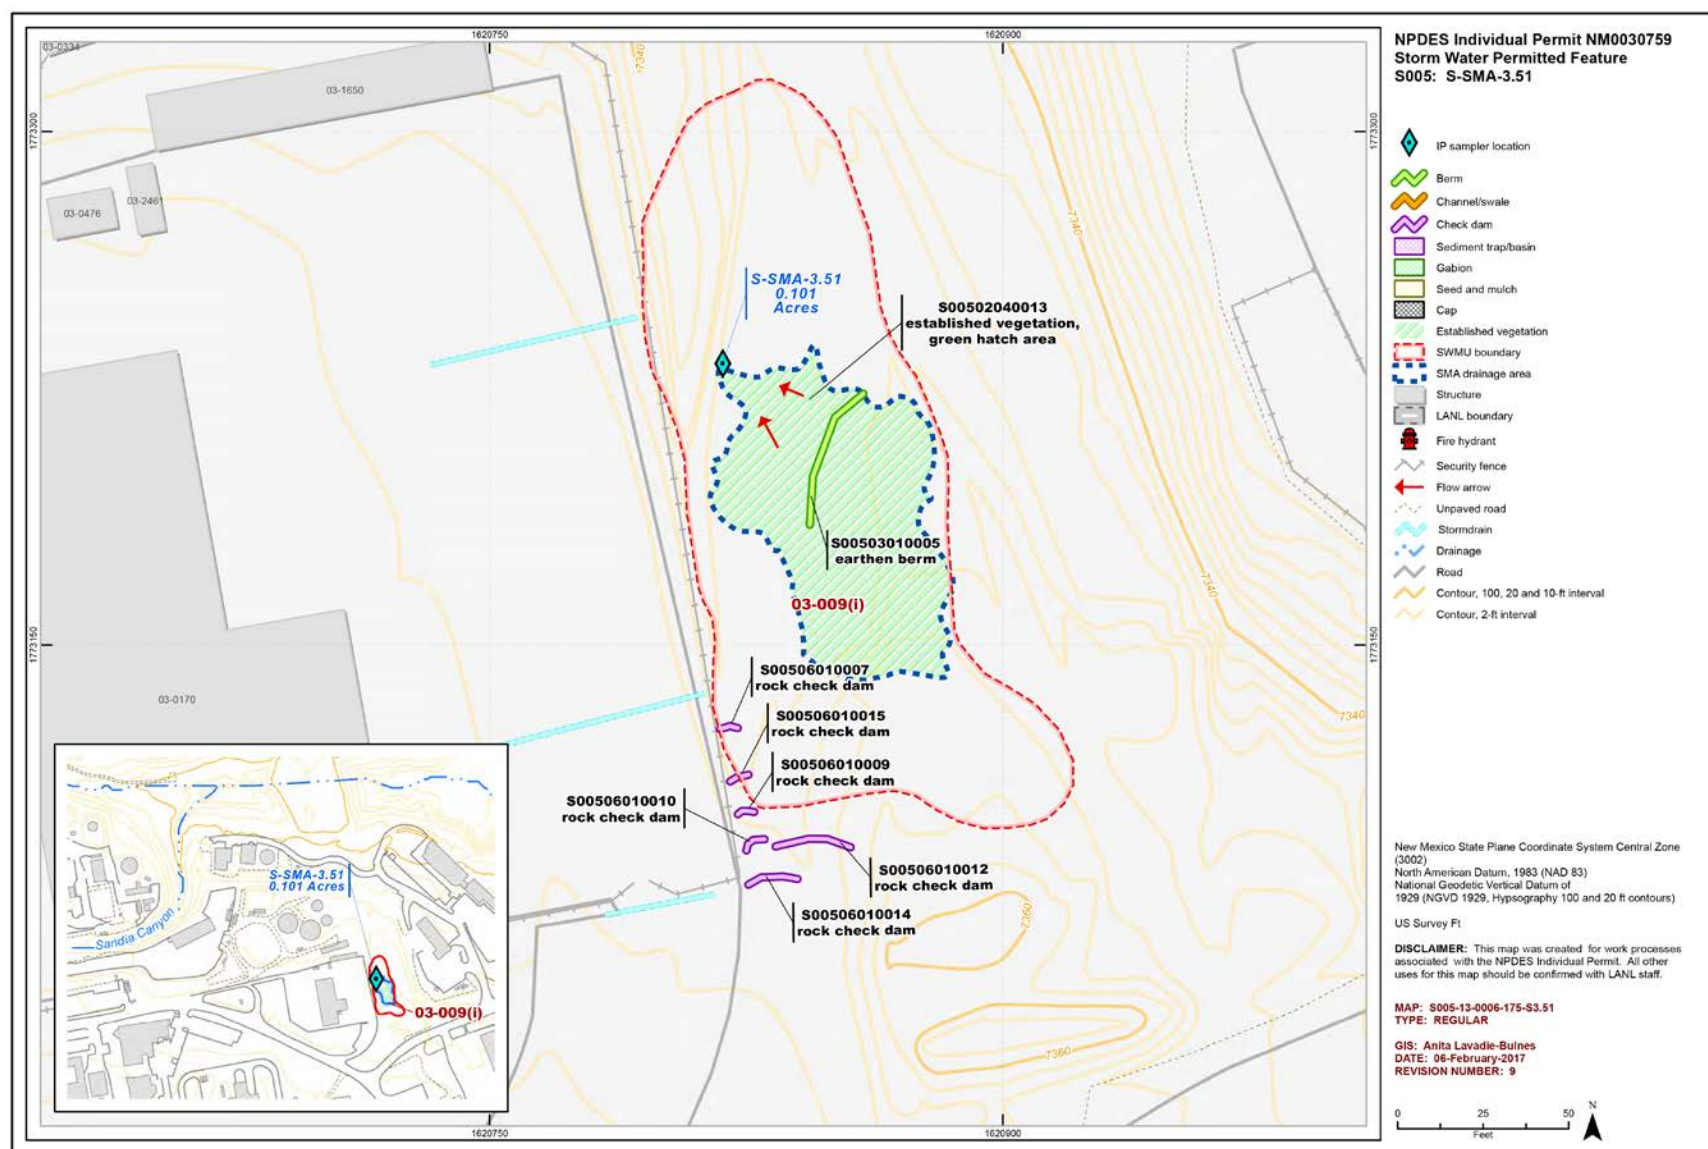 1620750
1620900
03-0334
7340
03-1650
1773300
1773300
03-2461
03-0476
7340
S-SMA-3.51
0.101
Acres
S00502040013
established vegetation,
green hatch area
S00503010005
earthen berm
7340
03-009(i)
1773150
1773150
S00506010007
rock check dam
03-0170
7340
S00506010015
rock check dam
S00506010009
rock check dam
S00506010010
rock check dam
S00506010012
rock check dam
S00506010014
rock check dam
7360
7360
S-SMA-3.51
0.101 Acres
Sandia Canyon
03-009(i)
1620750
1620900
NPDES Individual Permit NM0030759
Storm Water Permitted Feature
S005: S-SMA-3.51
IP sampler location
Berm
Channel/swale
Check dam
Sediment trap/basin
Gabion
Seed and mulch
Cap
Established vegetation
SWMU boundary
SMA drainage area
Structure
LANL boundary
Fire hydrant
Security fence
Flow arrow
Unpaved road
Stormdrain
Drainage
Road
Contour, 100, 20 and 10-ft interval
Contour, 2-ft interval
New Mexico State Plane Coordinate System Central Zone
(3002)
North American Datum, 1983 (NAD 83)
National Geodetic Vertical Datum of
1929 (NGVD 1929, Hypsography 100 and 20 ft contours)
US Survey Ft
DISCLAIMER: This map was created for work processes
associated with the NPDES Individual Permit. All other
uses for this map should be confirmed with LANL staff.
MAP: S005-13-0006-175-S3.51
TYPE: REGULAR
GIS: Anita Lavadie-Bulnes
DATE: 06-February-2017
REVISION NUMBER: 9
0 25 50
Feet
N